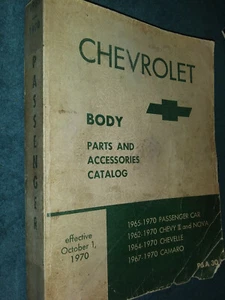 CHEVROLET
BODY
PARTS AND
ACCESSORIES
CATALOG
effective
October 1,
1970
1965-1970 PASSENGER CAR
1962-1970 CHEVY II and NOVA
1964-1970 CHEVELLE
1967-1970 CAMARO
P&A 30
PASSENGER